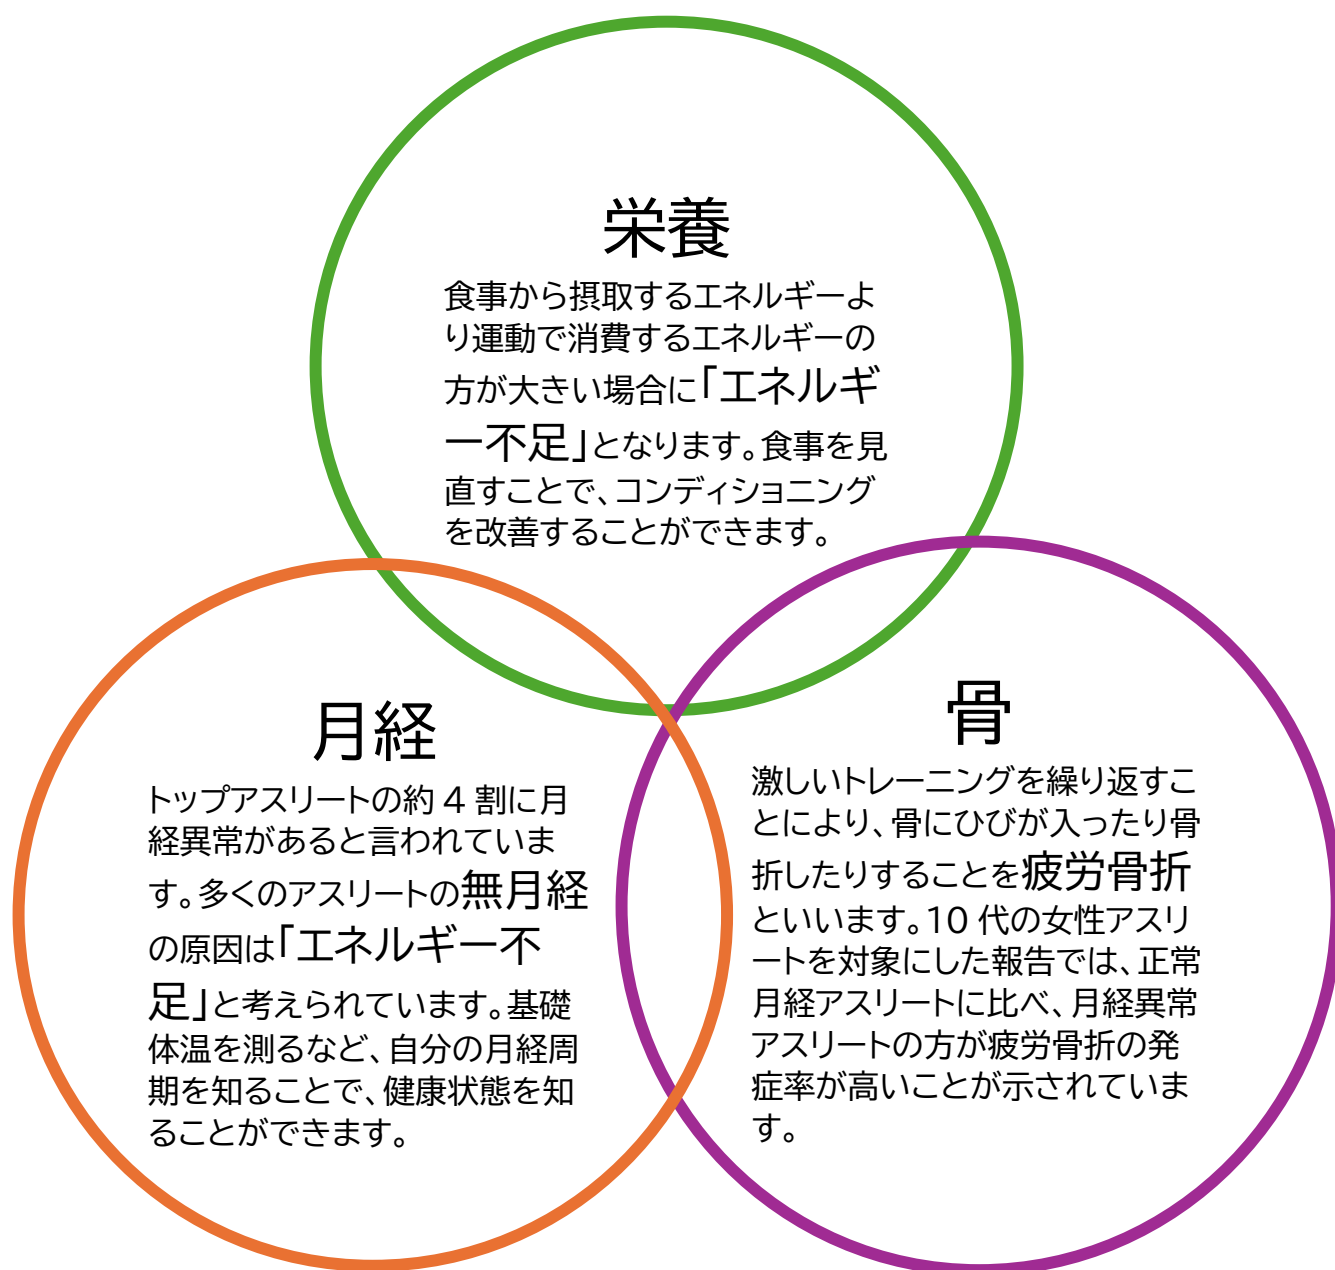 栄養
食事から摂取するエネルギーよ
り運動で消費するエネルギーの
方が大きい場合に「エネルギ
ー不足」となります。食事を見
直すことで、コンディショニング
を改善することができます。
月経
トップアスリートの約 4 割に月
経異常があると言われていま
す。多くのアスリートの無月経
の原因は「エネルギー不
足」と考えられています。基礎
体温を測るなど、自分の月経周
期を知ることで、健康状態を知
ることができます。
骨
激しいトレーニングを繰り返すこ
とにより、骨にひびが入ったり骨
折したりすることを疲労骨折
といいます。10 代の女性アスリ
ートを対象にした報告では、正常
月経アスリートに比べ、月経異常
アスリートの方が疲労骨折の発
症率が高いことが示されていま
す。